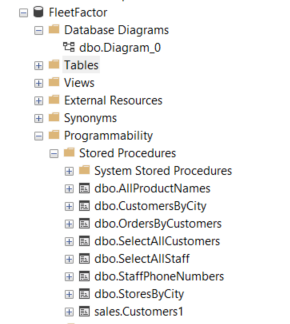 FleetFactor
Database Diagrams
dbo.Diagram_0
Tables
Views
External Resources
Synonyms
Programmability
Stored Procedures
System Stored Procedures
dbo.AllProductNames
dbo.CustomersByCity
dbo.OrdersByCustomers
dbo.SelectAllCustomers
dbo.SelectAllStaff
dbo.StaffPhoneNumbers
dbo.StoresByCity
sales.Customers1